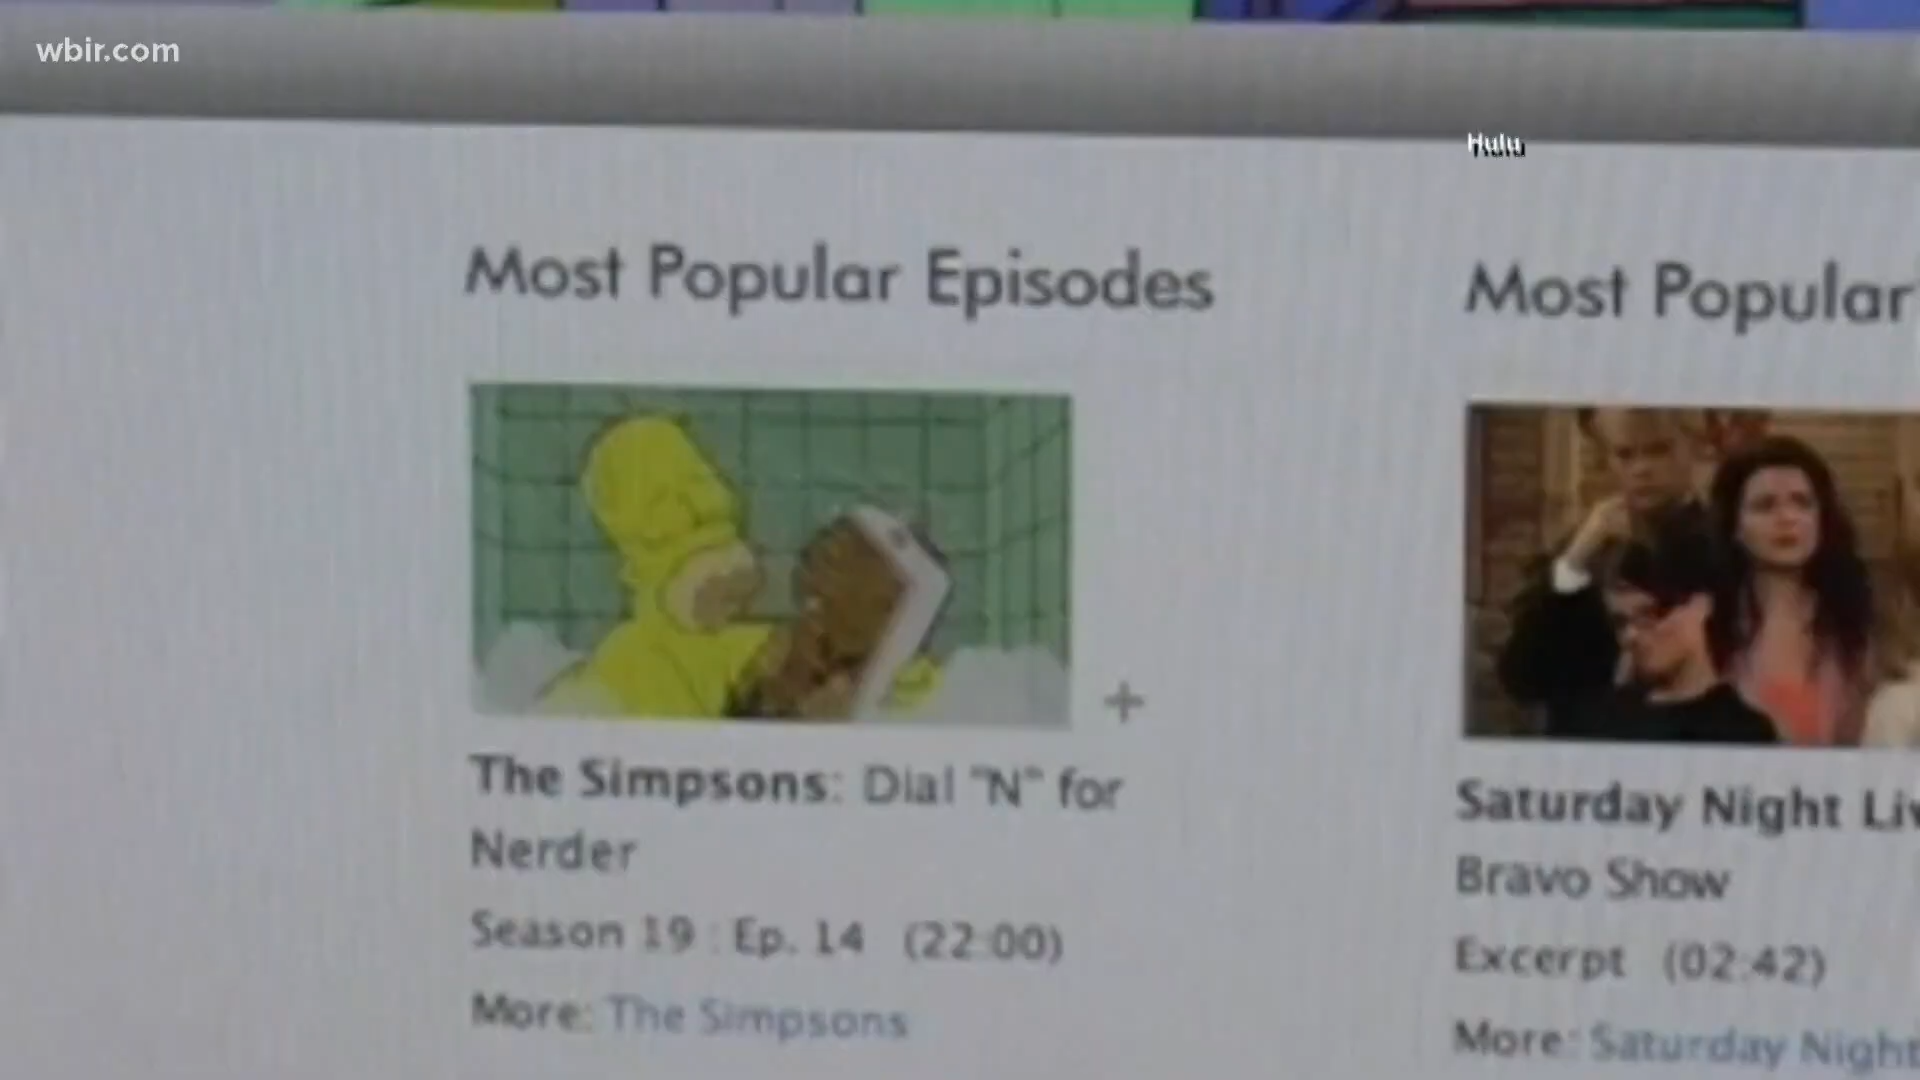 wbir.com
Hulu
Most Popular Episodes
Most Popular
The Simpsons: Dial "N" for
Nerder
Season 19 : Ep. 14 (22:00)
More: The Simpsons
Saturday Night Liv
Bravo Show
Excerpt (02:42)
More: Saturday Night